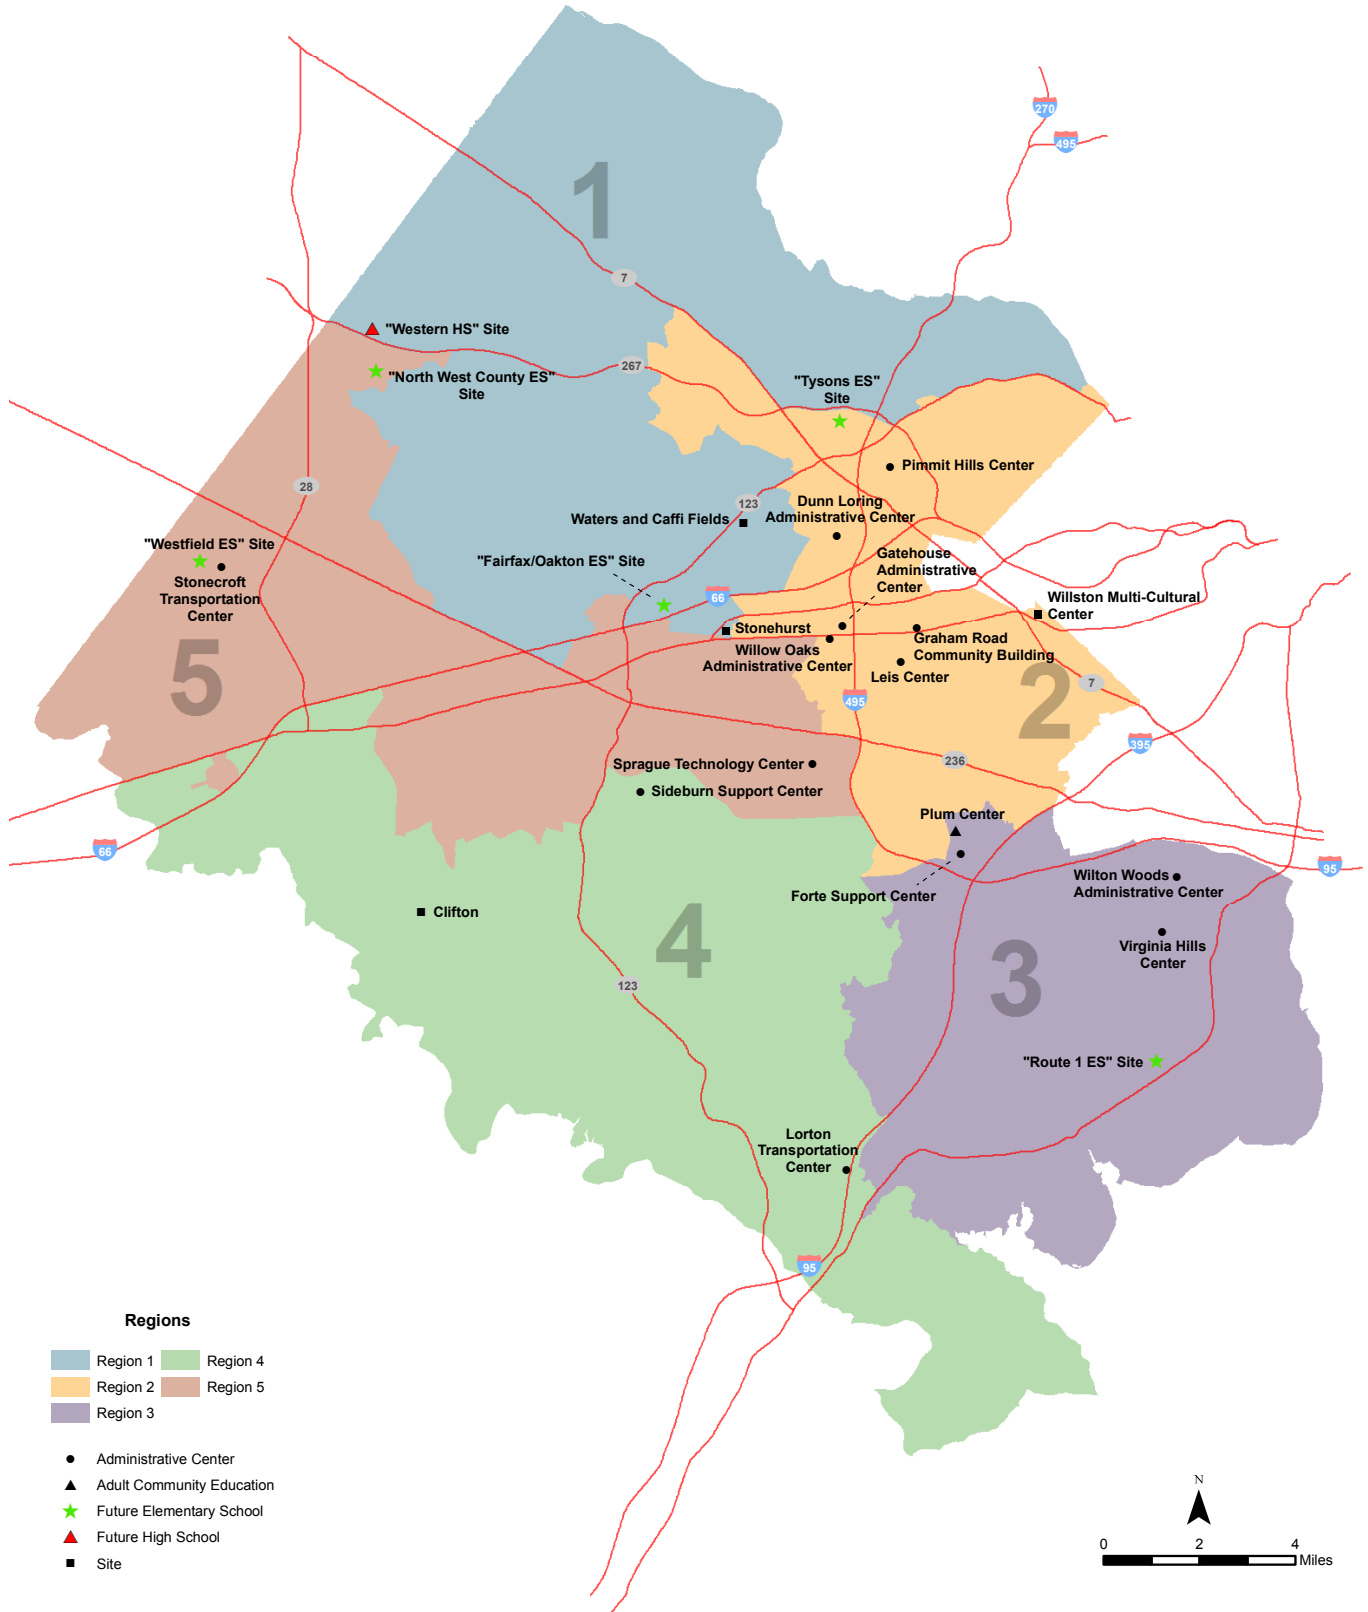 270
495
1
7
"Western HS" Site
267
"North West County ES"
Site
"Tysons ES"
Site
Pimmit Hills Center
28
123
Dunn Loring
Administrative Center
Waters and Caffi Fields
"Westfield ES" Site
Stonecroft
Transportation
Center
"Fairfax/Oakton ES" Site
Gatehouse
Administrative
Center
66
Willston Multi-Cultural
Center
Stonehurst
Willow Oaks
Administrative Center
Graham Road
Community Building
Leis Center
5
2
7
495
395
236
Sprague Technology Center
Sideburn Support Center
Plum Center
66
95
Forte Support Center
Wilton Woods
Administrative Center
Clifton
4
Virginia Hills
Center
3
123
"Route 1 ES" Site
Lorton
Transportation
Center
95
Regions
Region 1
Region 4
Region 2
Region 5
Region 3
Administrative Center
Adult Community Education
Future Elementary School
Future High School
Site
N
0 2 4
Miles